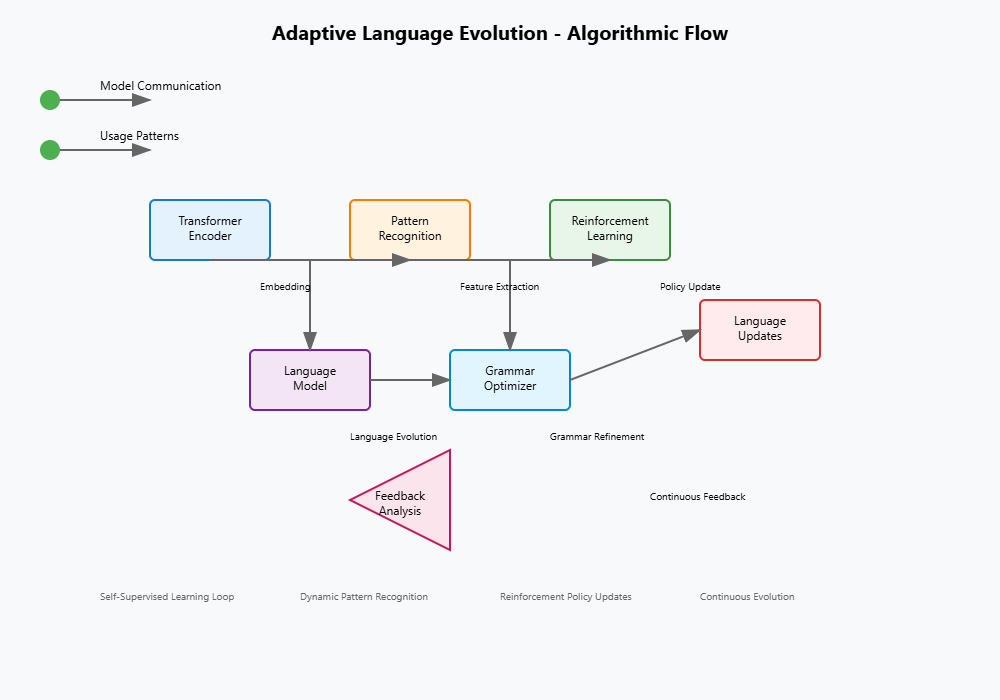 Adaptive Language Evolution - Algorithmic Flow
Model Communication
Usage Patterns
Transformer
Encoder
Pattern
Recognition
Reinforcement
Learning
Embedding
Feature Extraction
Policy Update
Language
Updates
Language
Model
Grammar
Optimizer
Language Evolution
Grammar Refinement
Feedback
Analysis
Continuous Feedback
Self-Supervised Learning Loop
Dynamic Pattern Recognition
Reinforcement Policy Updates
Continuous Evolution